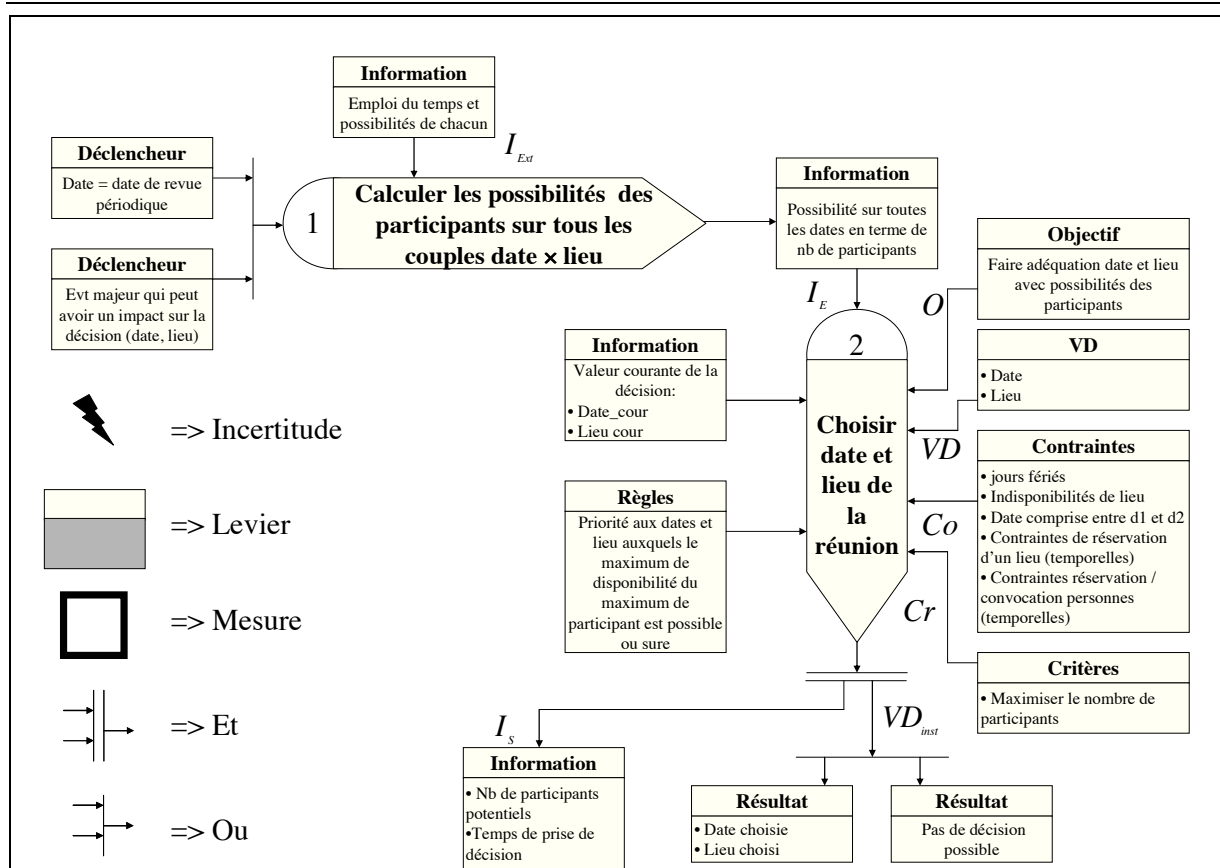 Information
Emploi du temps et
possibilités de chacun
I Ext
Déclencheur
Date = date de revue
périodique
Déclencheur
Evt majeur qui peut
avoir un impact sur la
décision (date, lieu)
1
Calculer les possibilités des
participants sur tous les
couples date × lieu
Information
Possibilité sur toutes
les dates en terme de
nb de participants
I E
Objectif
Faire adéquation date et lieu
avec possibilités des
participants
O
VD
• Date
• Lieu
VD
Information
Valeur courante de la
décision:
• Date_cour
• Lieu cour
2
Choisir
date et
lieu de
la
réunion
Contraintes
• jours fériés
• Indisponibilités de lieu
• Date comprise entre d1 et d2
• Contraintes de réservation
d'un lieu (temporelles)
• Contraintes réservation /
convocation personnes
(temporelles)
Co
Règles
Priorité aux dates et
lieu auxquels le
maximum de
disponibilité du
maximum de
participant est possible
ou sure
Cr
Critères
• Maximiser le nombre de
participants
I S
VD inst
Information
• Nb de participants
potentiels
•Temps de prise de
décision
Résultat
• Date choisie
• Lieu choisi
Résultat
Pas de décision
possible
=> Incertitude
=> Levier
=> Mesure
=> Et
=> Ou